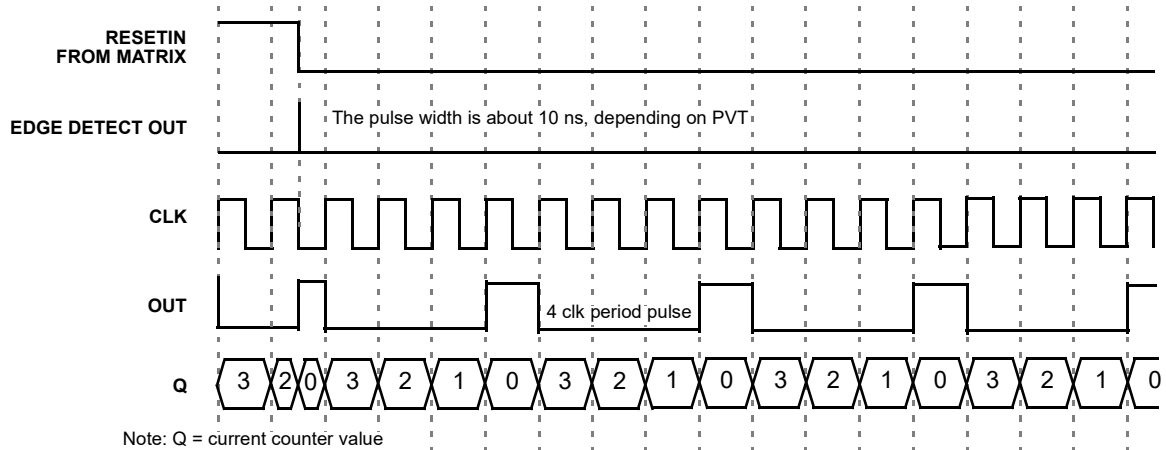 RESETIN
FROM MATRIX
EDGE DETECT OUT
The pulse width is about 10 ns, depending on PVT
CLK
OUT
4 clk period pulse
Q
3 2 0 3 2 1 0 3 2 1 0 3 2 1 0 3 2 1 0
Note: Q = current counter value